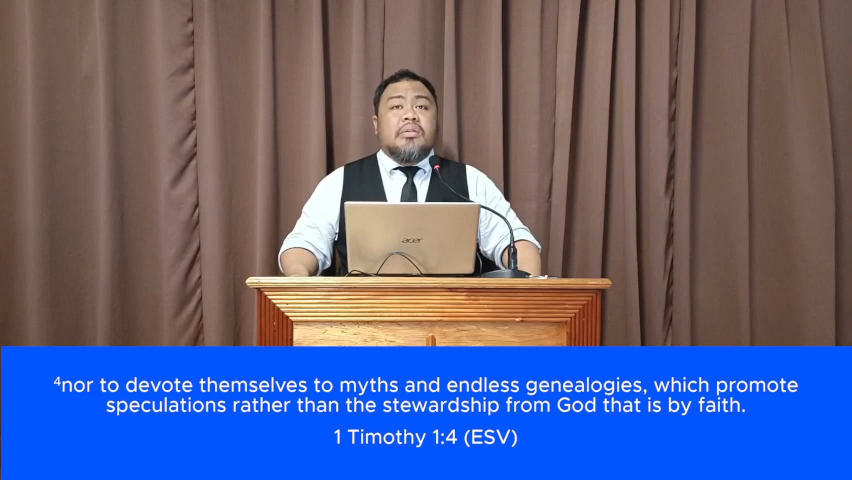 acer
⁴nor to devote themselves to myths and endless genealogies, which promote
speculations rather than the stewardship from God that is by faith.
1 Timothy 1:4 (ESV)